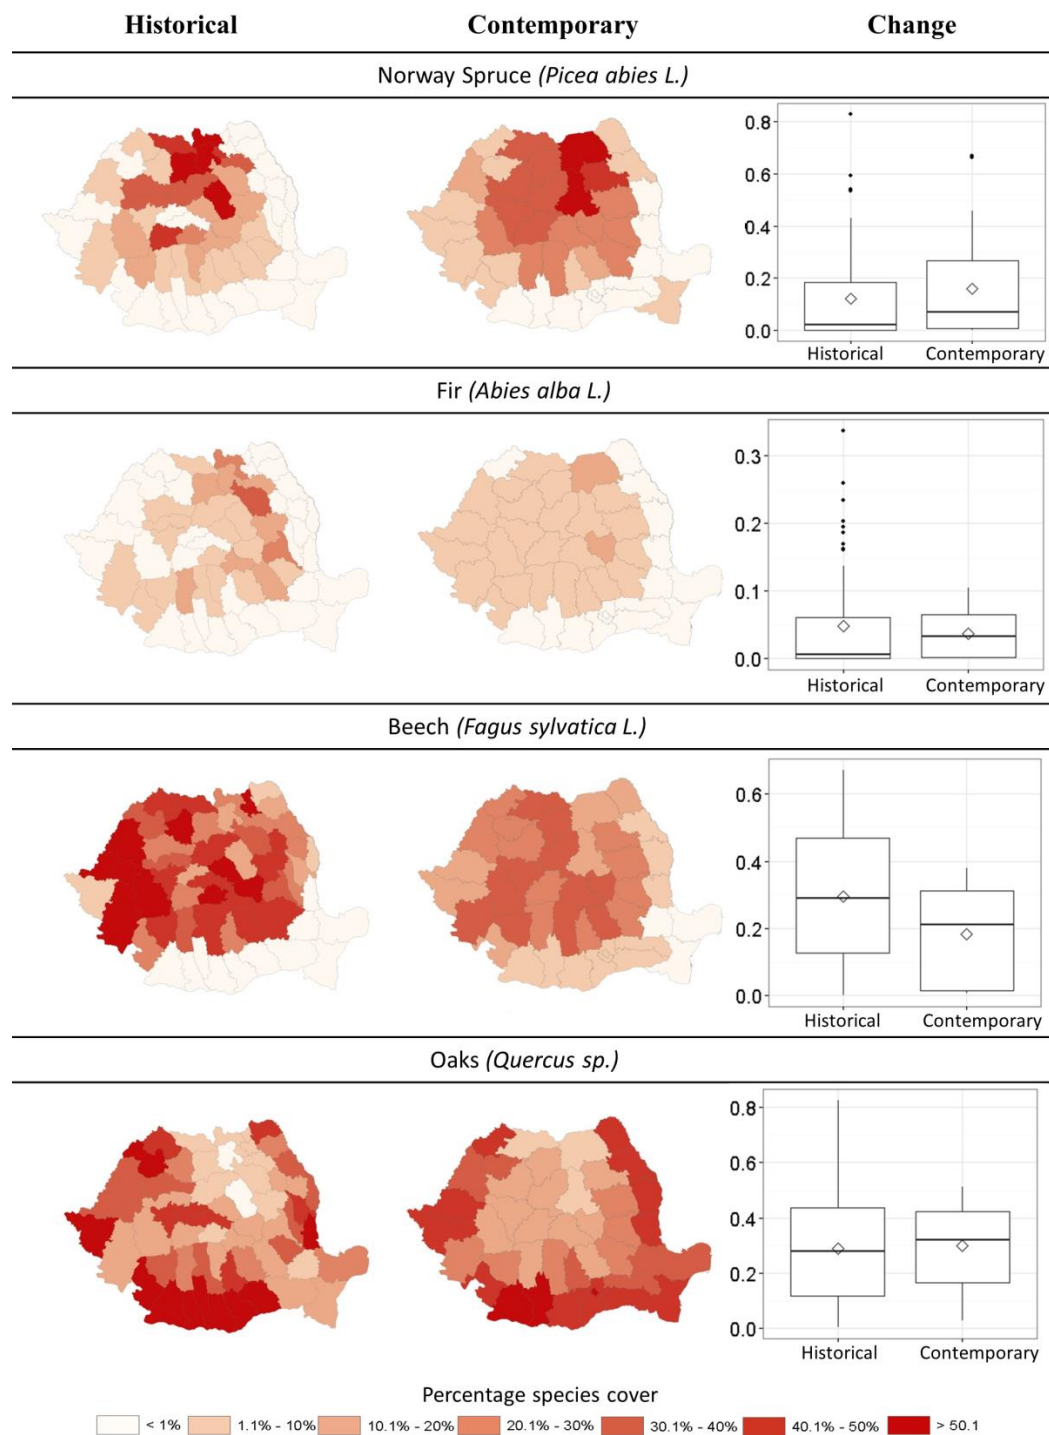 Historical Contemporary Change
Norway Spruce (Picea abies L.)
0.8
0.6
0.4
0.2
0.0
Historical Contemporary
Fir (Abies alba L.)
0.3
0.2
0.1
0.0
Historical Contemporary
Beech (Fagus sylvatica L.)
0.6
0.4
0.2
0.0
Historical Contemporary
Oaks (Quercus sp.)
0.8
0.6
0.4
0.2
0.0
Historical Contemporary
Percentage species cover
< 1% 1.1% - 10% 10.1% - 20% 20.1% - 30% 30.1% - 40% 40.1% - 50% > 50.1